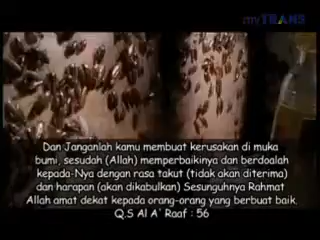 myTRANS
Dan Janganlah kamu membuat kerusakan di muka
bumi, sesudah (Allah) memperbaikinya dan berdoalah
kepada-Nya dengan rasa takut (tidak akan diterima)
dan harapan (akan dikabulkan) Sesungguhnya Rahmat
Allah amat dekat kepada orang-orang yang berbuat baik.
Q.S Al A' Raaf : 56